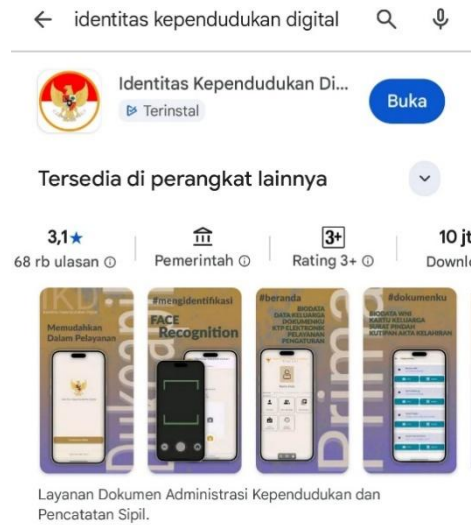 identitas kependudukan digital
Identitas Kependudukan Di...
Terinstal
Buka
Tersedia di perangkat lainnya
3,1★
68 rb ulasan
Pemerintah
3+
Rating 3+
10 jt
Downlo
IKD
Memudahkan
Dalam Pelayanan
#mengidentifikasi
FACE
Recognition
#beranda
BIODATA
DATA KELUARGA
DOKUMENKU
KTP ELEKTRONIK
PELAYANAN
PENGATURAN
Prima
#dokumenku
BIODATA WNI
KARTU KELUARGA
SURAT PINDAH
KUTIPAN AKTA KELAHIRAN
Layanan Dokumen Administrasi Kependudukan dan
Pencatatan Sipil.